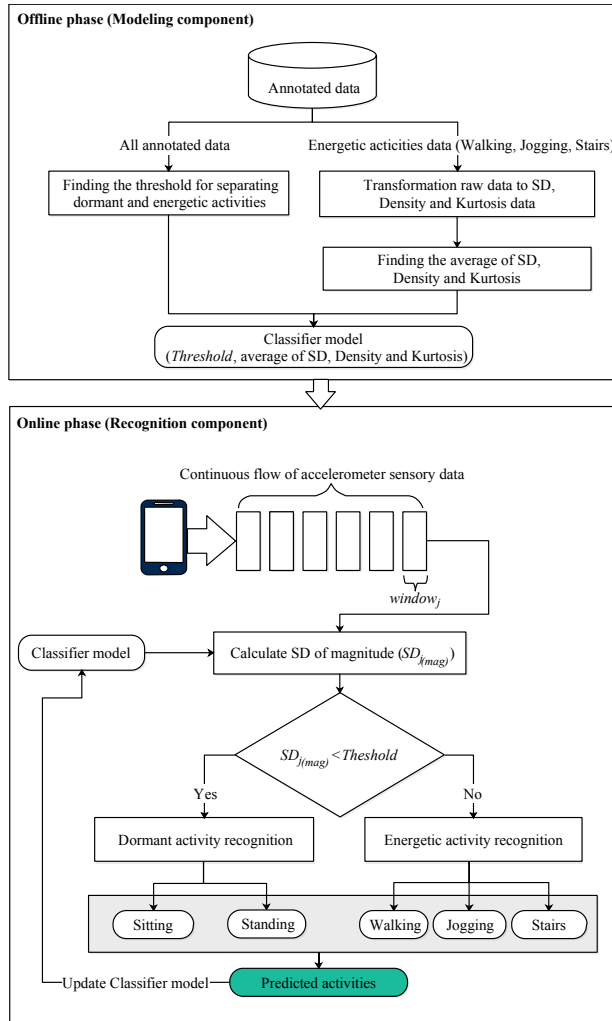 Offline phase (Modeling component)
Annotated data
All annotated data
Energetic acticities data (Walking, Jogging, Stairs)
Finding the threshold for separating
dormant and energetic activities
Transformation raw data to SD,
Density and Kurtosis data
Finding the average of SD,
Density and Kurtosis
Classifier model
(Threshold, average of SD, Density and Kurtosis)
Online phase (Recognition component)
Continuous flow of accelerometer sensory data
window_j
Classifier model
Calculate SD of magnitude (SD_j(mag))
SD_j(mag) < Theshold
Yes
No
Dormant activity recognition
Energetic activity recognition
Sitting
Standing
Walking
Jogging
Stairs
Update Classifier model
Predicted activities